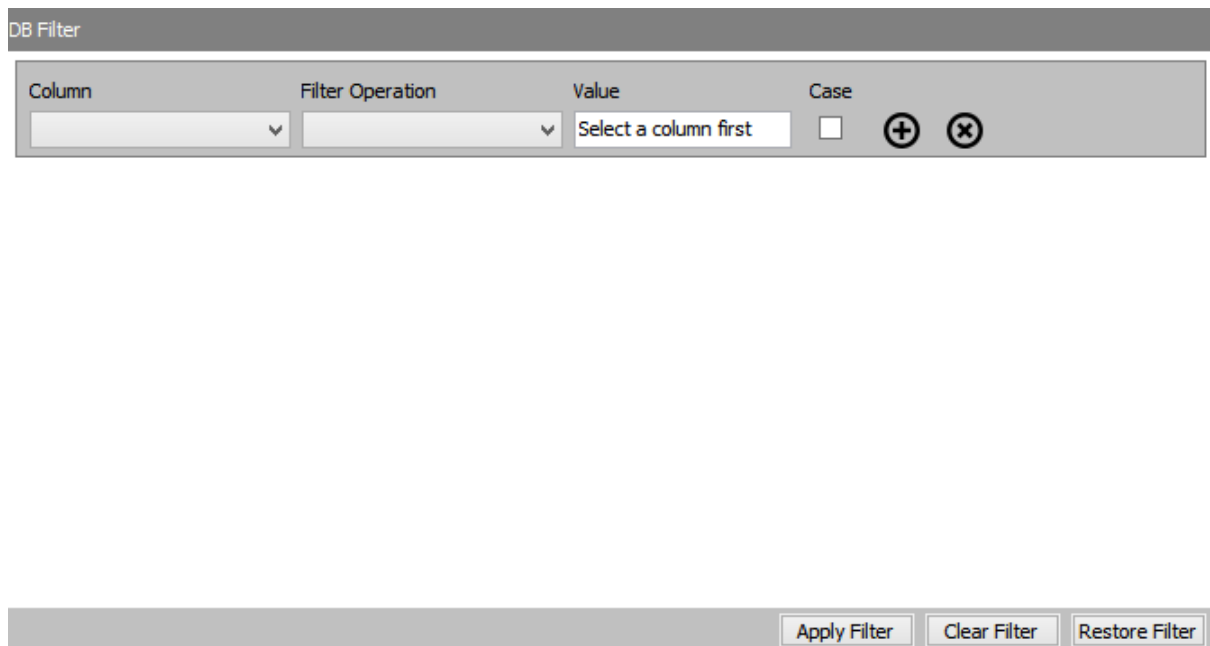 DB Filter
Column Filter Operation Value Case
Select a column first
Apply Filter Clear Filter Restore Filter